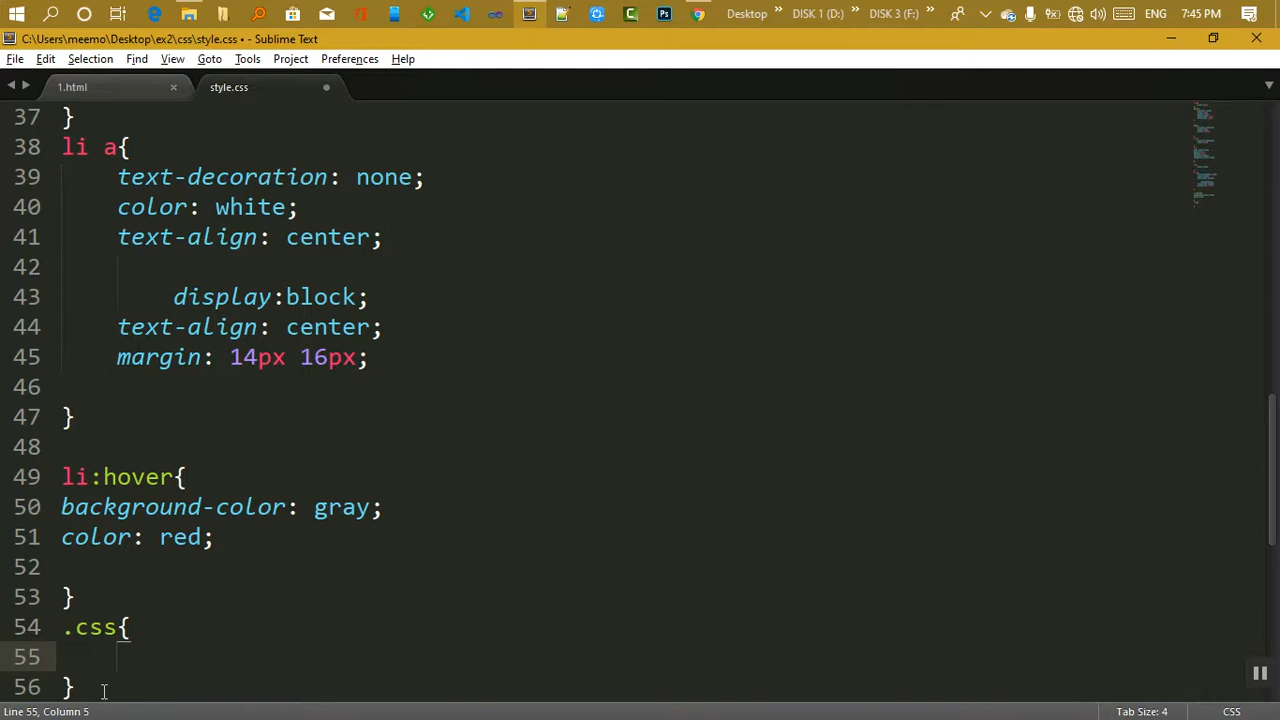 Desktop
DISK 1 (D:)
DISK 3 (F:)
ENG
7:45 PM
C:\Users\meemo\Desktop\ex2\css\style.css • - Sublime Text
File Edit Selection Find View Goto Tools Project Preferences Help
1.html
style.css
37 }
38 li a{
39 text-decoration: none;
40 color: white;
41 text-align: center;
42
43 display:block;
44 text-align: center;
45 margin: 14px 16px;
46
47 }
48
49 li:hover{
50 background-color: gray;
51 color: red;
52
53 }
54 .css{
55
56 }
Line 55, Column 5
Tab Size: 4
CSS